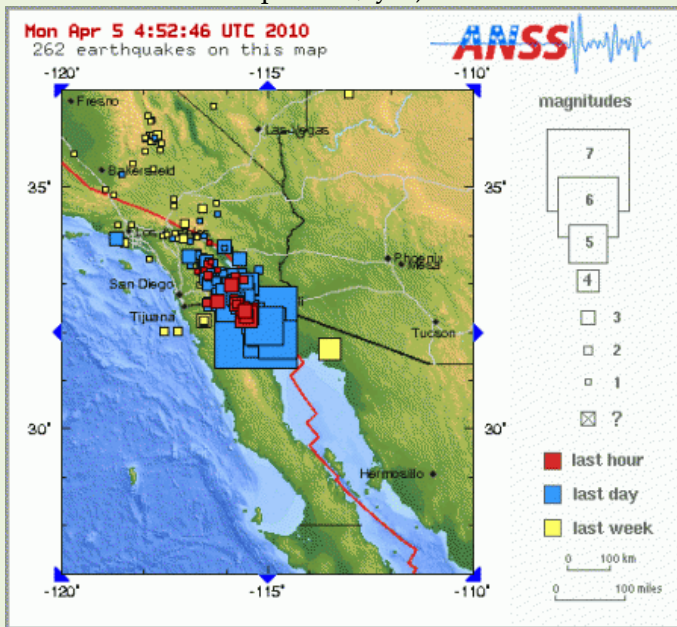 Mon Apr 5 4:52:46 UTC 2010
262 earthquakes on this map
ANSS
-120° -115° -110°
Fresno
Las Vegas
magnitudes
7
35° 35°
Bakersfield
6
5
Phoenix
Mesa
4
San Diego
Tijuana
3
Tucson
2
1
30° 30°
?
Hermosillo
last hour
last day
last week
0 100 km
0 100 miles
-120° -115° -110°